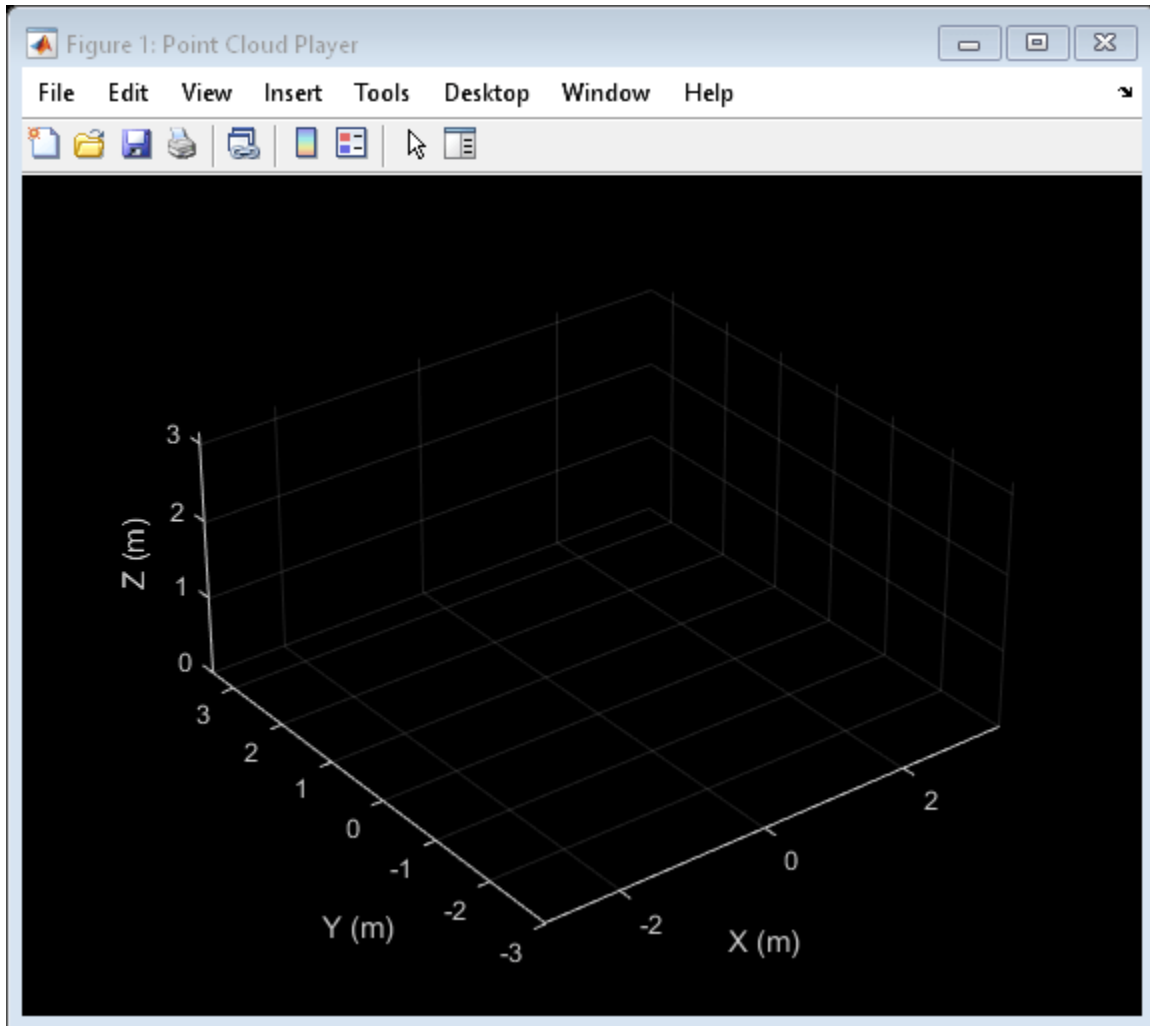 Figure 1: Point Cloud Player
File Edit View Insert Tools Desktop Window Help
3
2
1
0
Z (m)
3
2
1
0
-1
-2
-3
Y (m)
-2
0
2
X (m)